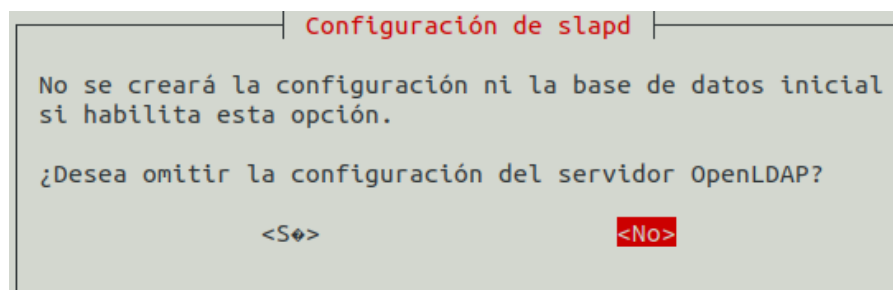 Configuración de slapd
No se creará la configuración ni la base de datos inicial
si habilita esta opción.
¿Desea omitir la configuración del servidor OpenLDAP?
<S�> <No>